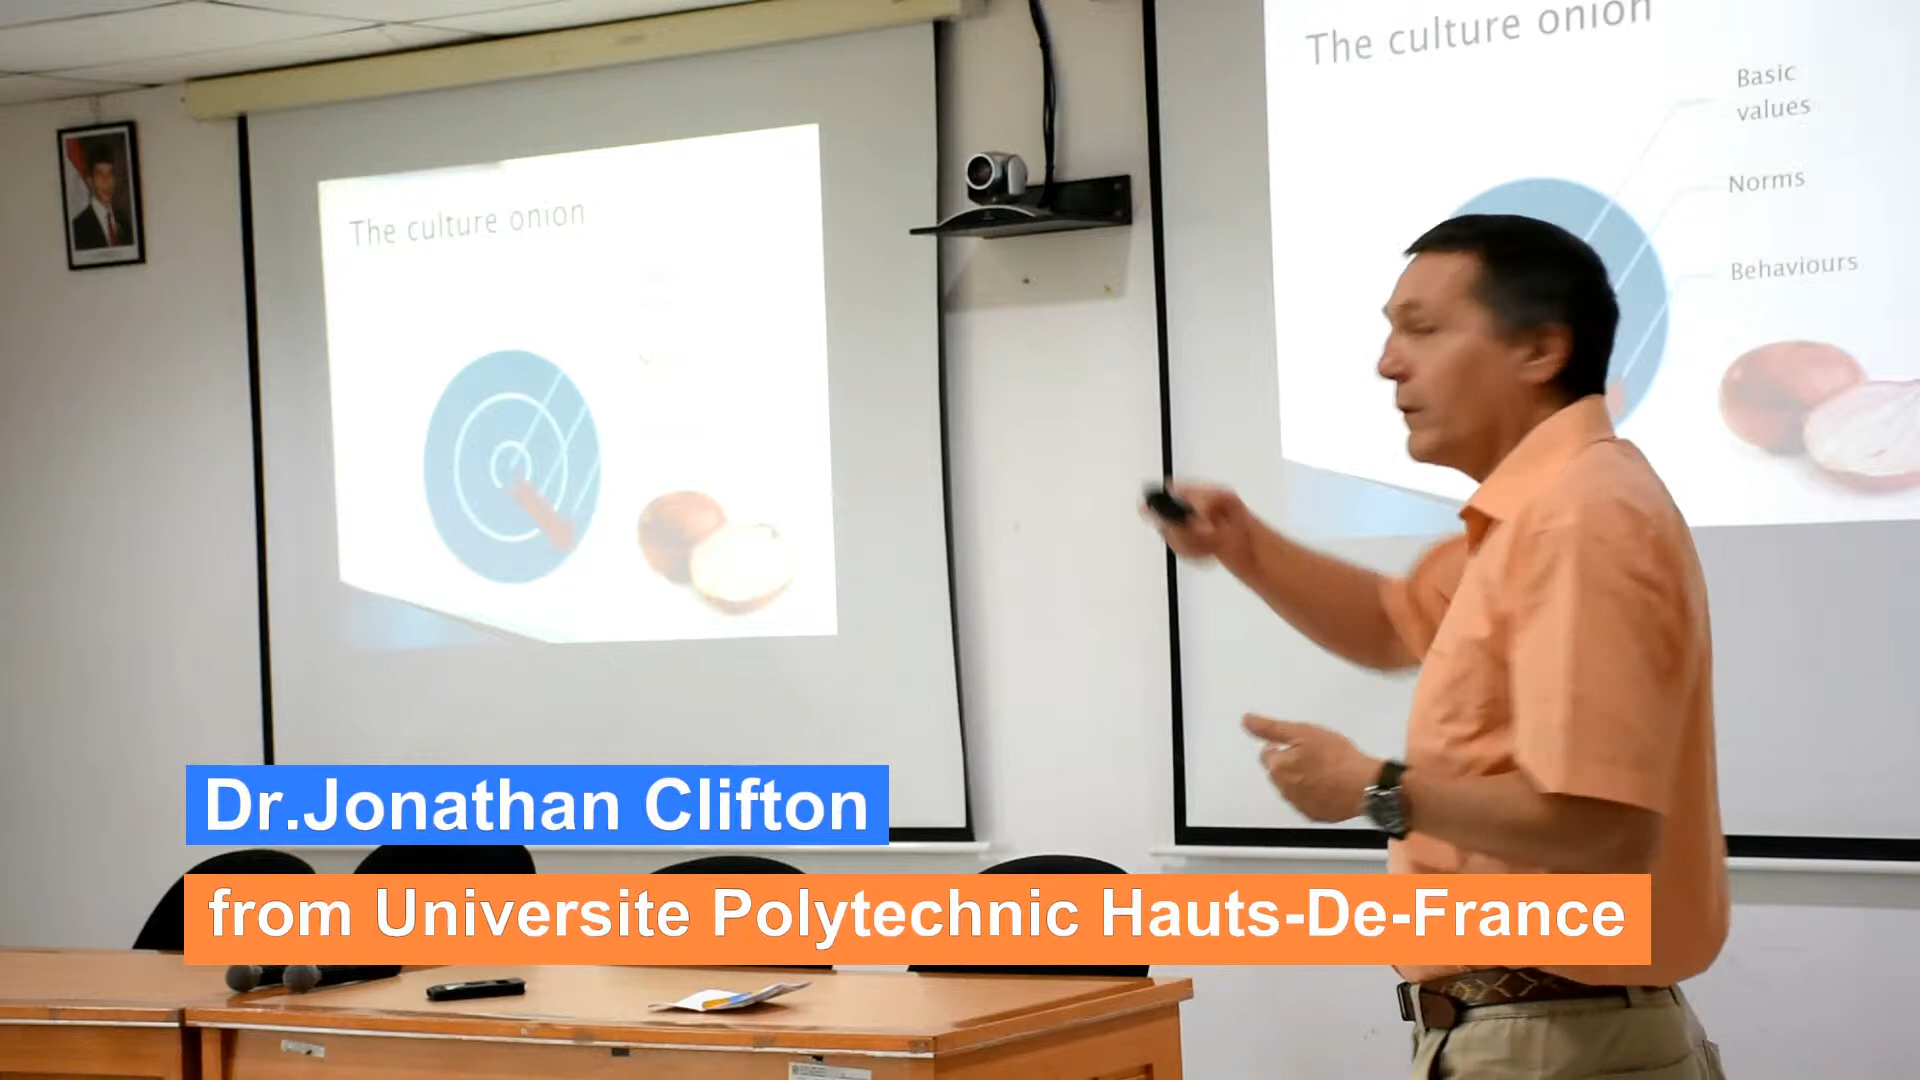 The culture onion
The culture onion
Basic
values
Norms
Behaviours
Dr.Jonathan Clifton
from Universite Polytechnic Hauts-De-France